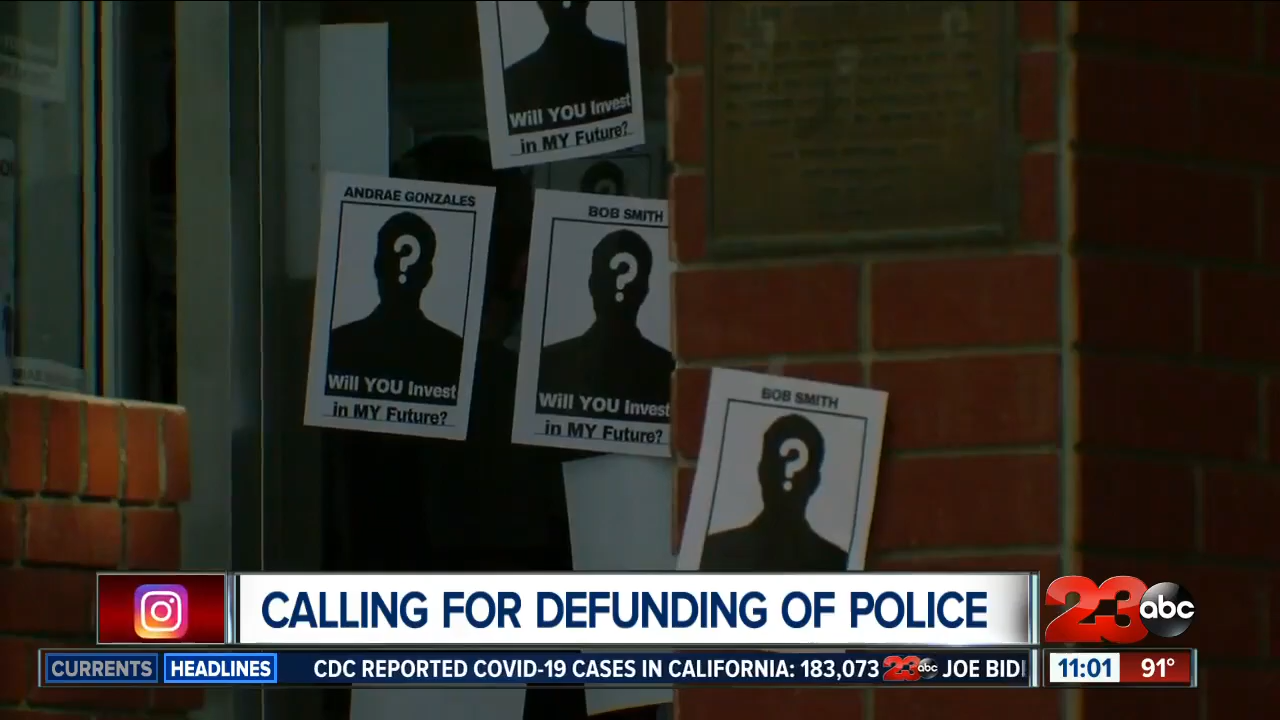 Will YOU Invest
in MY Future?
ANDRAE GONZALES
?
Will YOU Invest
in MY Future?
BOB SMITH
?
Will YOU Invest
in MY Future?
BOB SMITH
?
CALLING FOR DEFUNDING OF POLICE
23 abc
CURRENTS
HEADLINES
CDC REPORTED COVID-19 CASES IN CALIFORNIA: 183,073
23 abc
JOE BIDI
11:01
91°